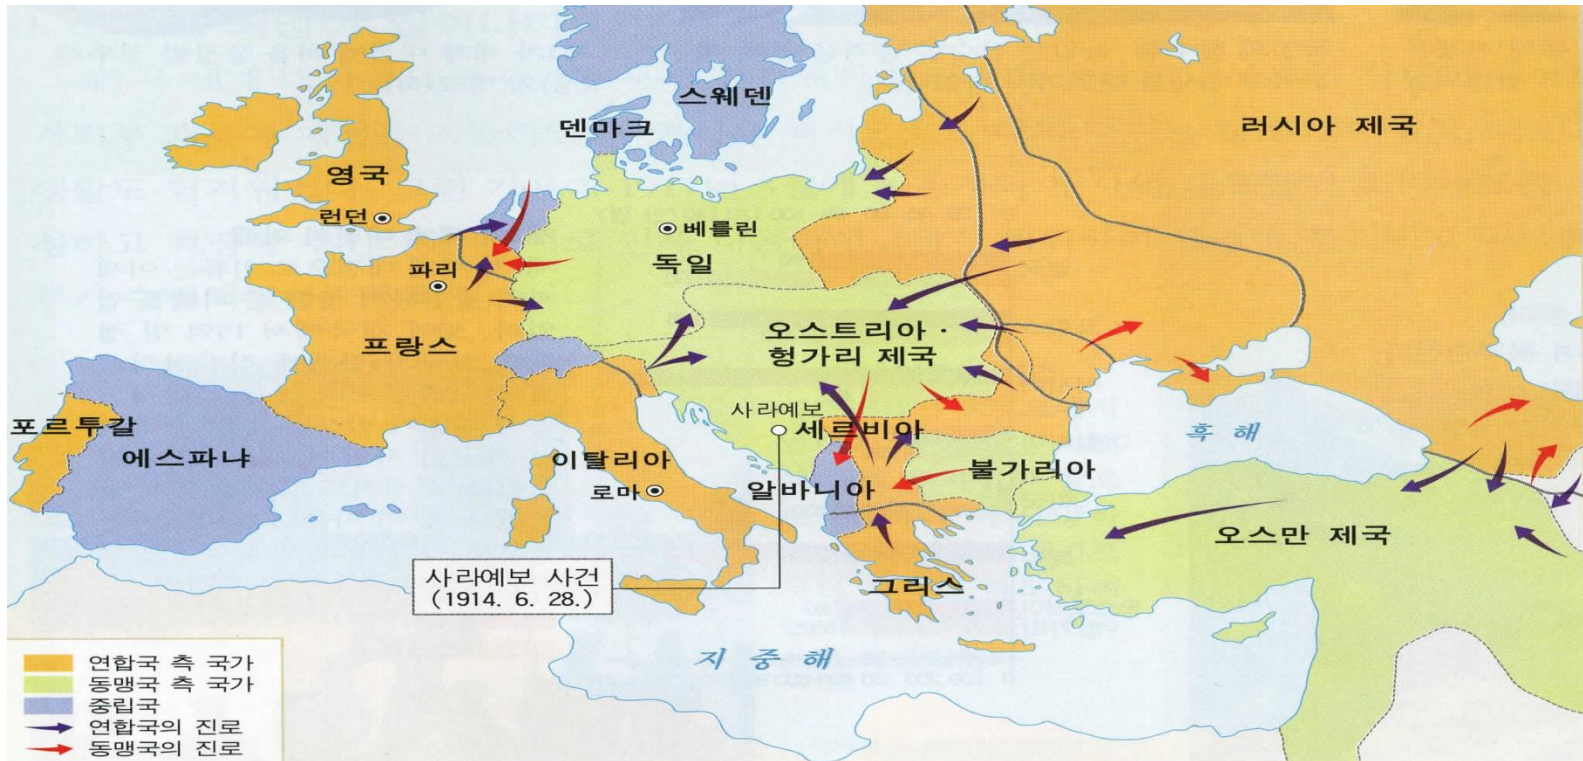 스웨덴
덴마크
러시아 제국
영국
런던
베를린
독일
파리
프랑스
오스트리아·
헝가리 제국
사라예보
세르비아
포르투갈
에스파냐
이탈리아
로마
알바니아
불가리아
흑해
오스만 제국
그리스
사라예보 사건
(1914. 6. 28.)
지중해
연합국 측 국가
동맹국 측 국가
중립국
연합국의 진로
동맹국의 진로